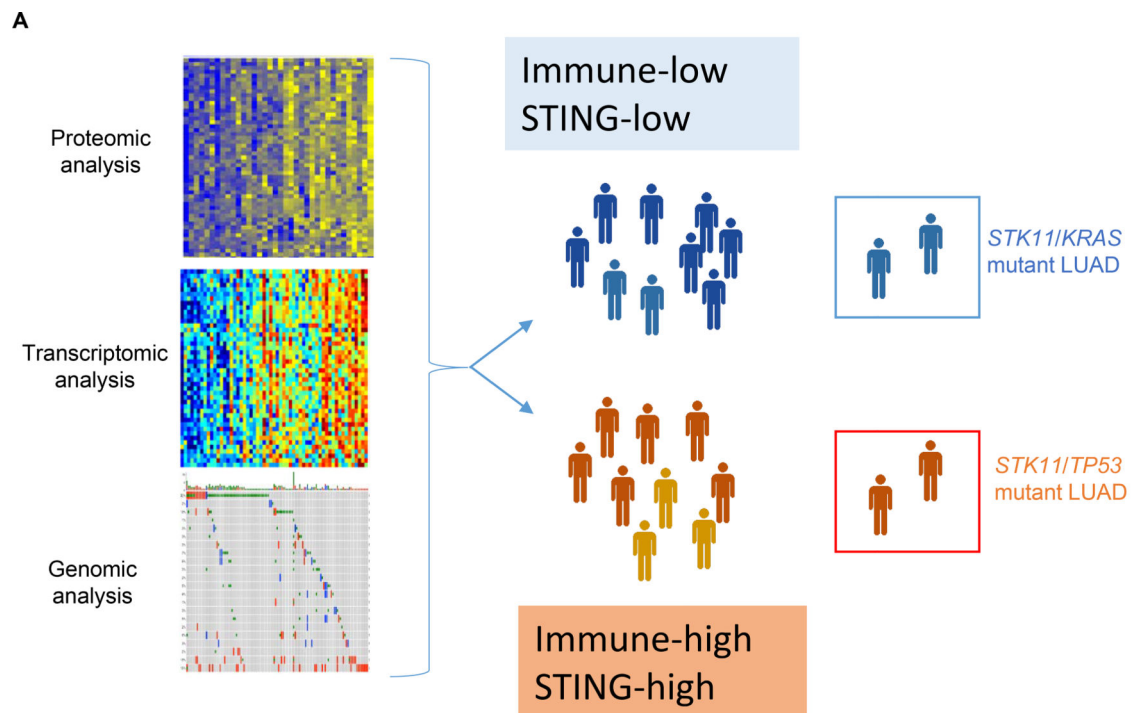 A
Proteomic
analysis
Transcriptomic
analysis
Genomic
analysis
Immune-low
STING-low
STK11/KRAS
mutant LUAD
STK11/TP53
mutant LUAD
Immune-high
STING-high